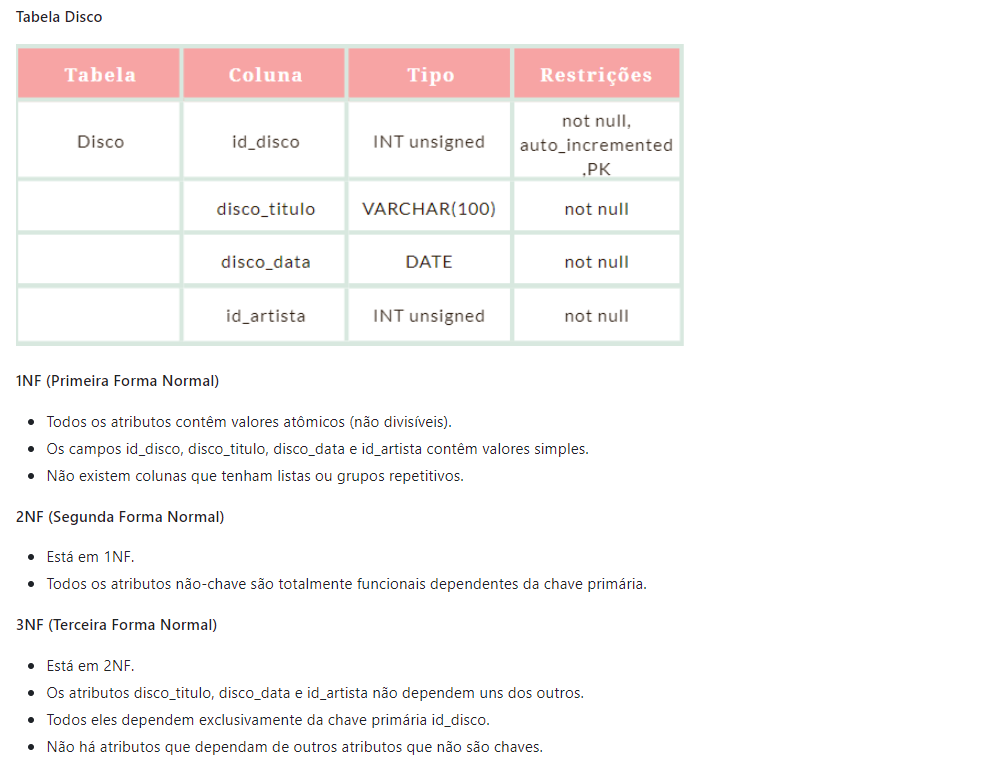 Tabela Disco
Tabela Coluna Tipo Restrições
Disco id_disco INT unsigned not null,
auto_incremented
,PK
disco_titulo VARCHAR(100) not null
disco_data DATE not null
id_artista INT unsigned not null
1NF (Primeira Forma Normal)
Todos os atributos contêm valores atômicos (não divisíveis).
Os campos id_disco, disco_titulo, disco_data e id_artista contêm valores simples.
Não existem colunas que tenham listas ou grupos repetitivos.
2NF (Segunda Forma Normal)
Está em 1NF.
Todos os atributos não-chave são totalmente funcionais dependentes da chave primária.
3NF (Terceira Forma Normal)
Está em 2NF.
Os atributos disco_titulo, disco_data e id_artista não dependem uns dos outros.
Todos eles dependem exclusivamente da chave primária id_disco.
Não há atributos que dependam de outros atributos que não são chaves.